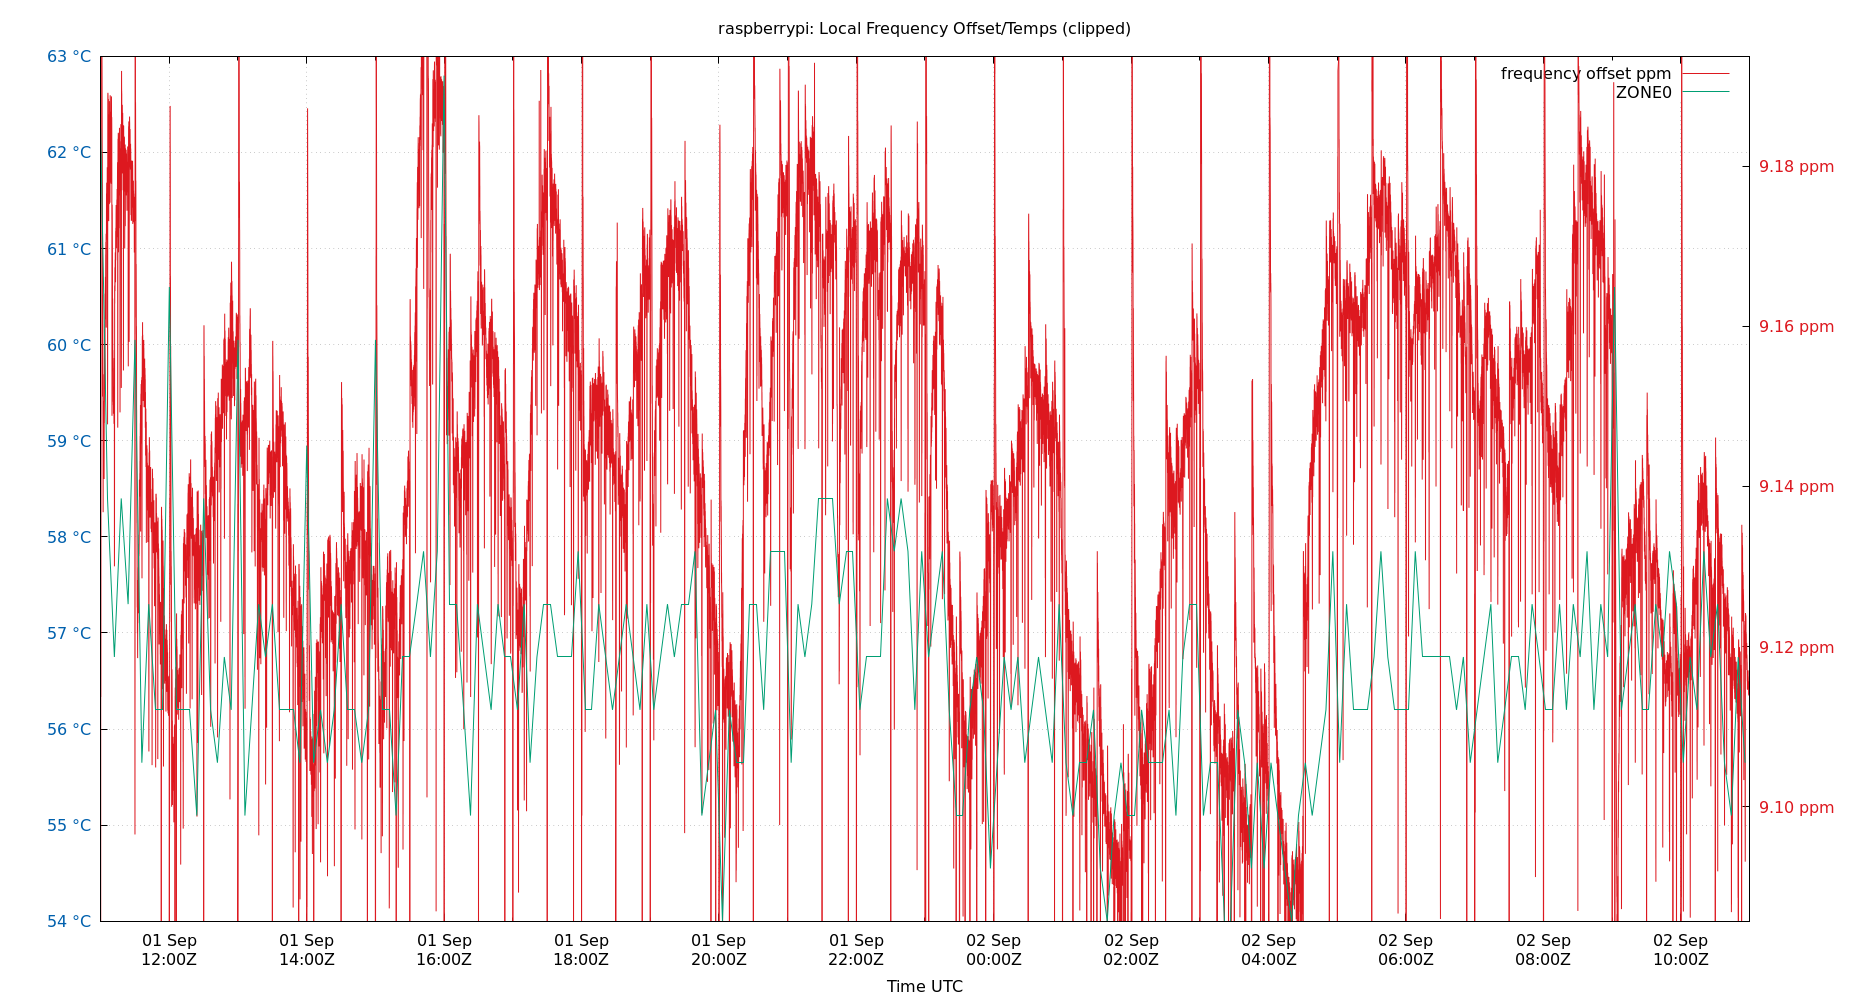 raspberrypi: Local Frequency Offset/Temps (clipped)
63 °C
62 °C
61 °C
60 °C
59 °C
58 °C
57 °C
56 °C
55 °C
54 °C
frequency offset ppm
ZONE0
9.18 ppm
9.16 ppm
9.14 ppm
9.12 ppm
9.10 ppm
01 Sep
12:00Z
01 Sep
14:00Z
01 Sep
16:00Z
01 Sep
18:00Z
01 Sep
20:00Z
01 Sep
22:00Z
02 Sep
00:00Z
02 Sep
02:00Z
02 Sep
04:00Z
02 Sep
06:00Z
02 Sep
08:00Z
02 Sep
10:00Z
Time UTC